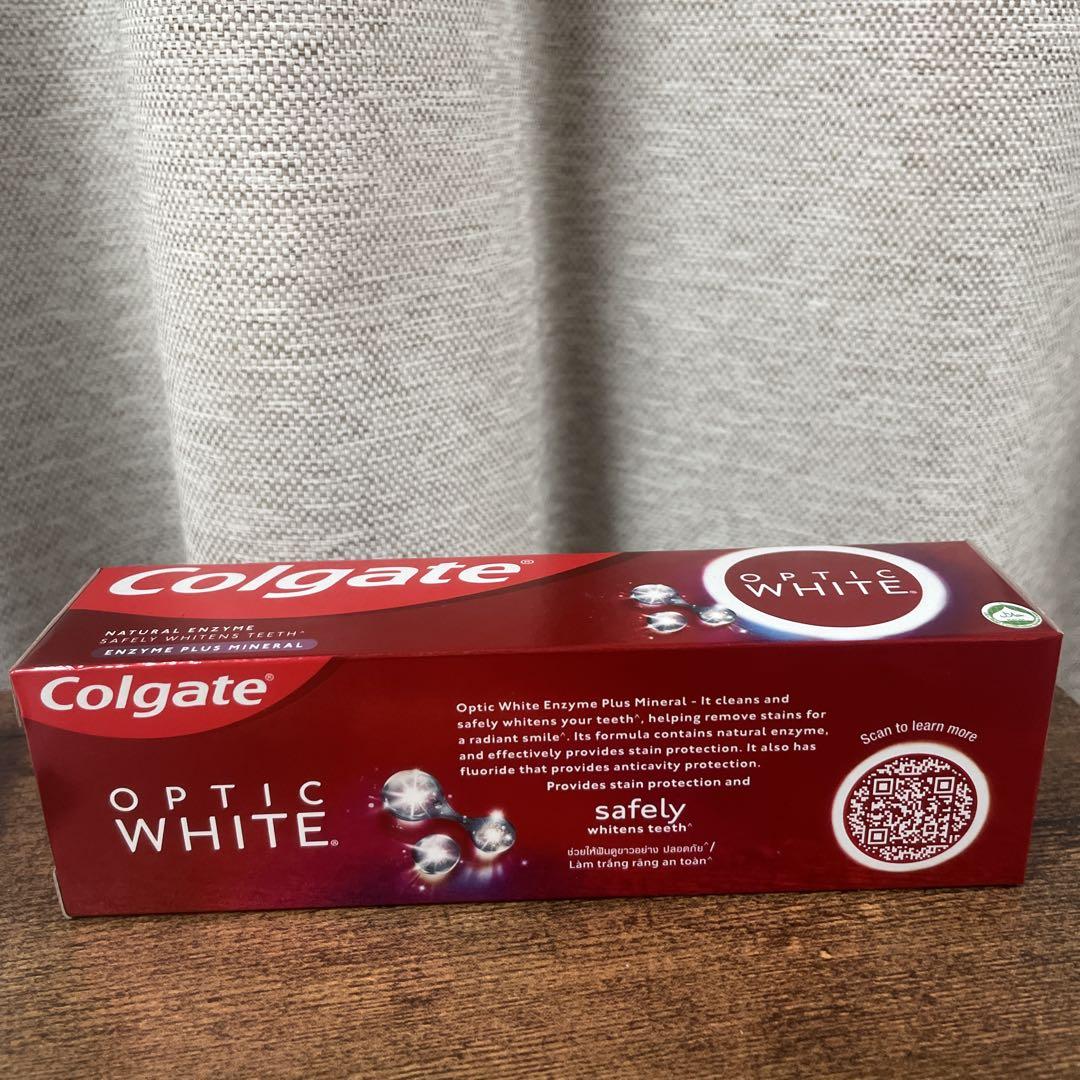 Colgate®
NATURAL ENZYME
SAFELY WHITENS TEETH^
ENZYME PLUS MINERAL
OPTIC
WHITE®
Colgate®
OPTIC
WHITE®
Optic White Enzyme Plus Mineral - It cleans and
safely whitens your teeth^, helping remove stains for
a radiant smile^. Its formula contains natural enzyme,
and effectively provides stain protection. It also has
fluoride that provides anticavity protection.
Provides stain protection and
safely
whitens teeth^
ช่วยให้ฟันดูขาวอย่าง ปลอดภัย^/
Làm trắng răng an toàn^
Scan to learn more